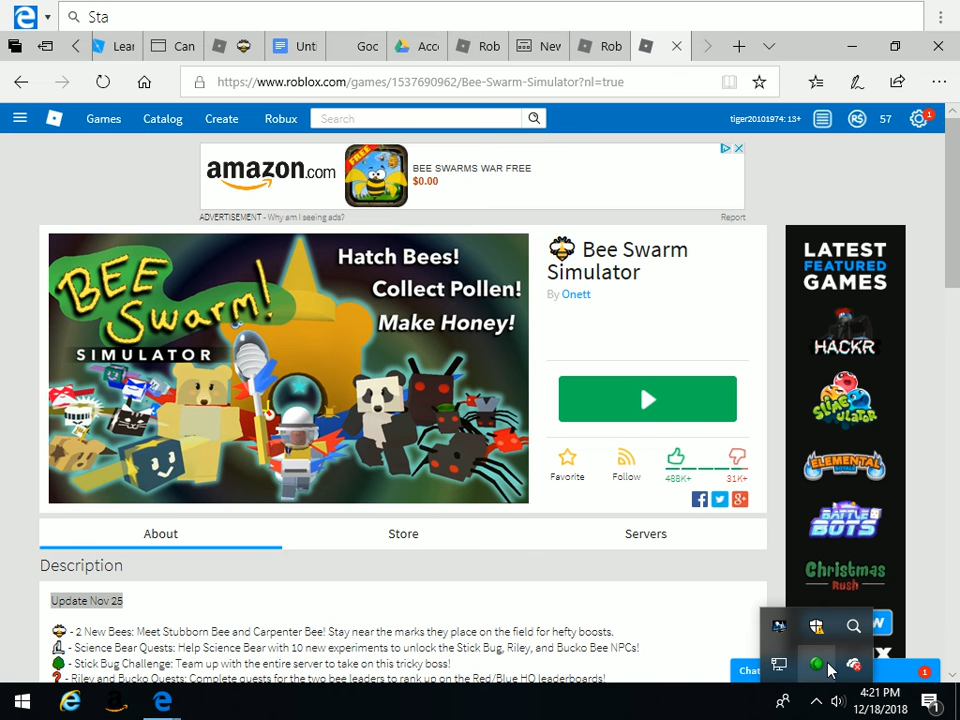 Sta
Lear
Can
Unti
Goc
Acc
Rob
New
Rob
https://www.roblox.com/games/1537690962/Bee-Swarm-Simulator?nl=true
Games
Catalog
Create
Robux
Search
tiger20101974: 13+
57
1
amazon.com
FREE
BEE SWARMS WAR FREE
$0.00
ADVERTISEMENT - Why am I seeing ads?
Report
BEE
Swarm!
SIMULATOR
Hatch Bees!
Collect Pollen!
Make Honey!
Bee Swarm
Simulator
By Onett
Favorite
Follow
488K+
31K+
LATEST
FEATURED
GAMES
HACKR
SLIMEULATOR
ELEMENTAL
BATTLE
BOTS
Christmas
Rush
About
Store
Servers
Description
Update Nov 25
- 2 New Bees: Meet Stubborn Bee and Carpenter Bee! Stay near the marks they place on the field for hefty boosts.
- Science Bear Quests: Help Science Bear with 10 new experiments to unlock the Stick Bug, Riley, and Bucko Bee NPCs!
- Stick Bug Challenge: Team up with the entire server to take on this tricky boss!
- Riley and Bucko Quests: Complete quests for the two bee leaders to rank up on the Red/Blue HQ leaderboards!
Chat
1
4:21 PM
12/18/2018
1